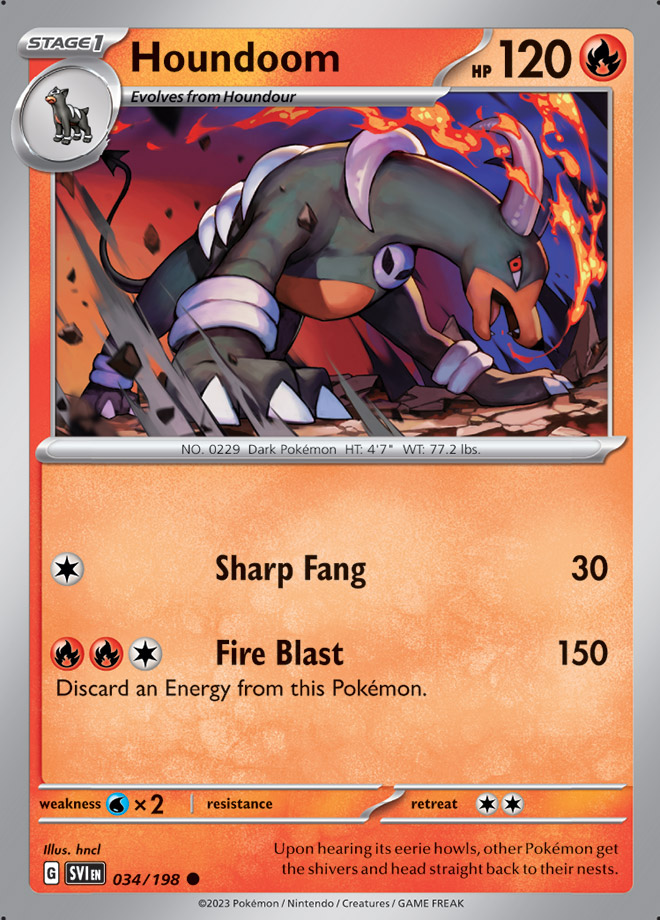 STAGE1
Houndoom
HP 120
Evolves from Houndour
NO. 0229 Dark Pokémon HT: 4'7" WT: 77.2 lbs.
Sharp Fang 30
Fire Blast 150
Discard an Energy from this Pokémon.
weakness ×2 resistance retreat
Illus. hncl
Upon hearing its eerie howls, other Pokémon get
the shivers and head straight back to their nests.
G SVI EN 034/198
©2023 Pokémon / Nintendo / Creatures / GAME FREAK